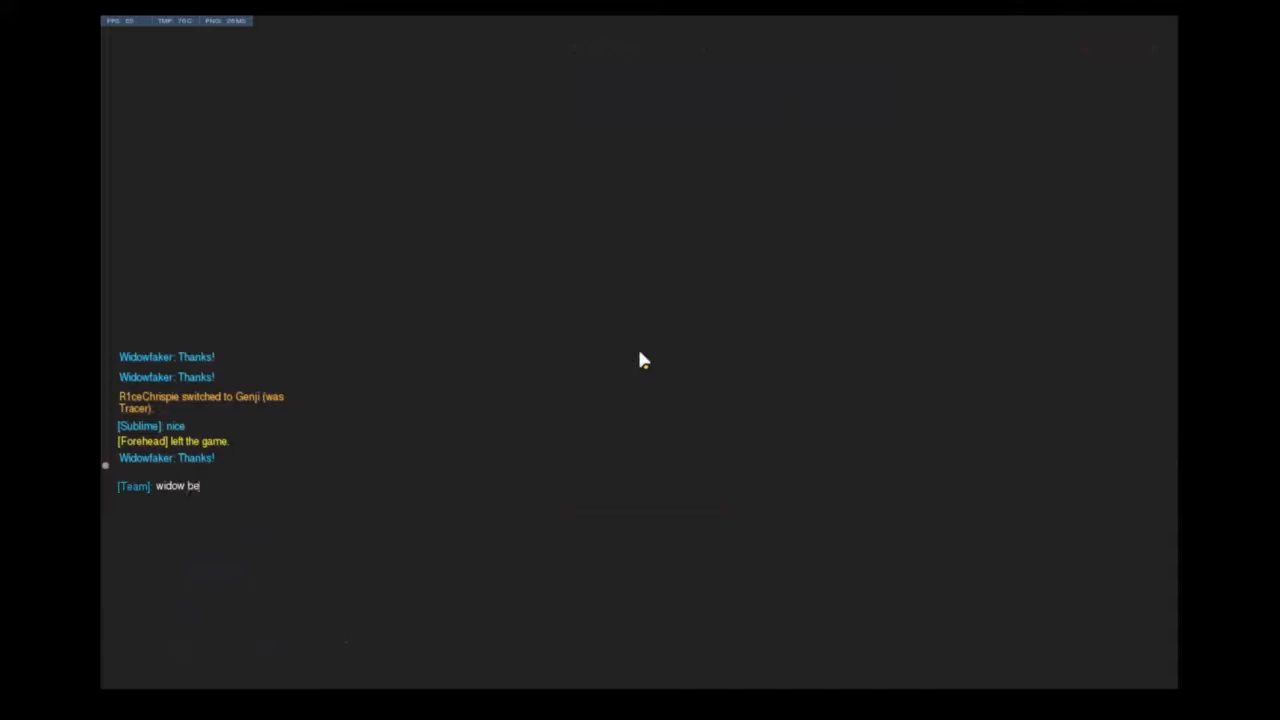 Widowfaker: Thanks!
Widowfaker: Thanks!
R1ceChrispie switched to Genji (was
Tracer).
[Sublime]: nice
[Forehead] left the game.
Widowfaker: Thanks!
[Team]: widow be